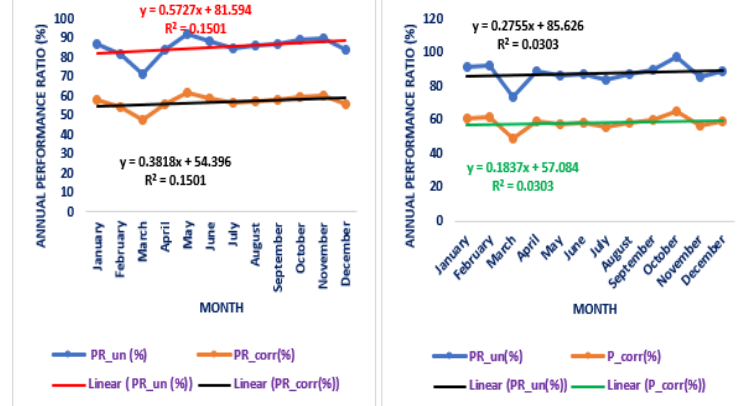 y = 0.5727x + 81.594
R² = 0.1501
ANNUAL PERFORMANCE RATIO (%)
100
90
80
70
60
50
40
30
20
10
0
y = 0.3818x + 54.396
R² = 0.1501
January
February
March
April
May
June
July
August
September
October
November
December
MONTH
PR_un (%)
PR_corr(%)
Linear ( PR_un (%))
Linear (PR_corr(%))
ANNUAL PERFORMANCE RATIO (%)
120
100
80
60
40
20
0
y = 0.2755x + 85.626
R² = 0.0303
y = 0.1837x + 57.084
R² = 0.0303
January
February
March
April
May
June
July
August
September
October
November
December
MONTH
PR_un(%)
P_corr(%)
Linear (PR_un(%))
Linear (P_corr(%))